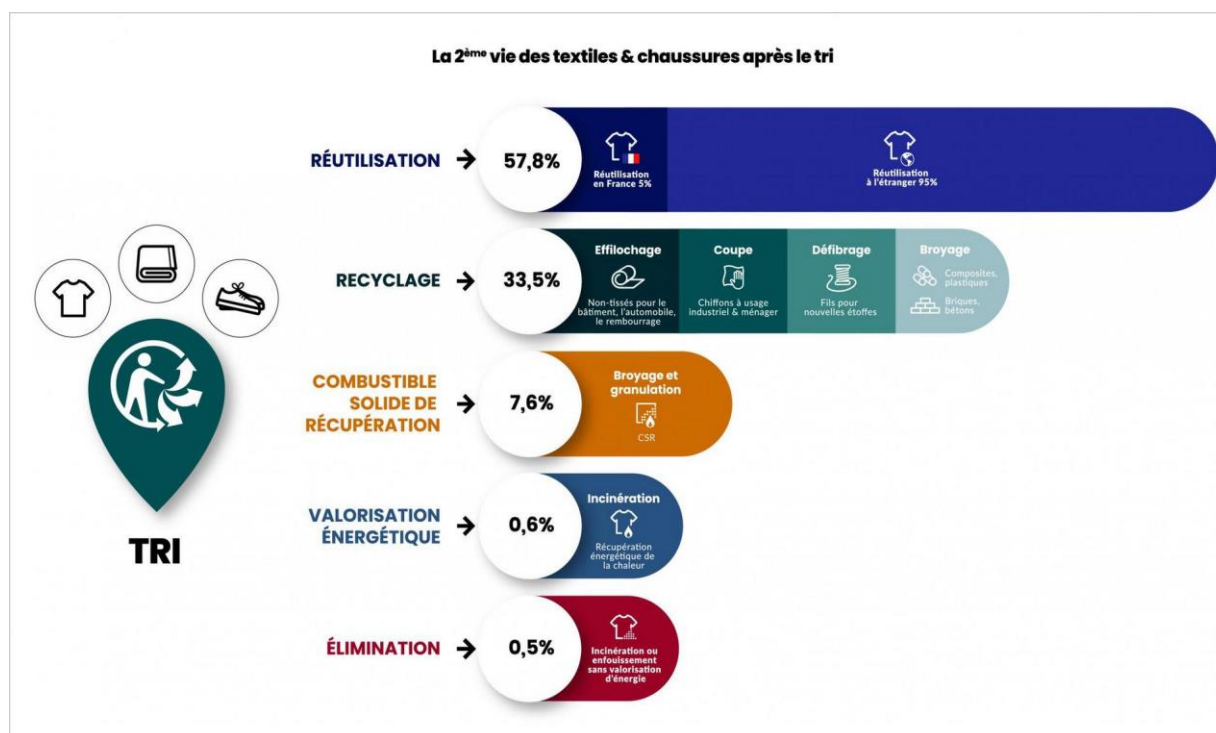 La 2ème vie des textiles & chaussures après le tri
RÉUTILISATION
57,8%
Réutilisation
en France 5%
Réutilisation
à l'étranger 95%
RECYCLAGE
33,5%
Effilochage
Non-tissés pour le
bâtiment, l'automobile,
le rembourrage
Coupe
Chiffons à usage
industriel & ménager
Défibrage
Fils pour
nouvelles étoffes
Broyage
Composites,
plastiques
Briques,
bétons
COMBUSTIBLE
SOLIDE DE
RÉCUPÉRATION
7,6%
Broyage et
granulation
CSR
VALORISATION
ÉNERGÉTIQUE
0,6%
Incinération
Récupération
énergétique de
la chaleur
TRI
ÉLIMINATION
0,5%
Incinération ou
enfouissement
sans valorisation
d'énergie